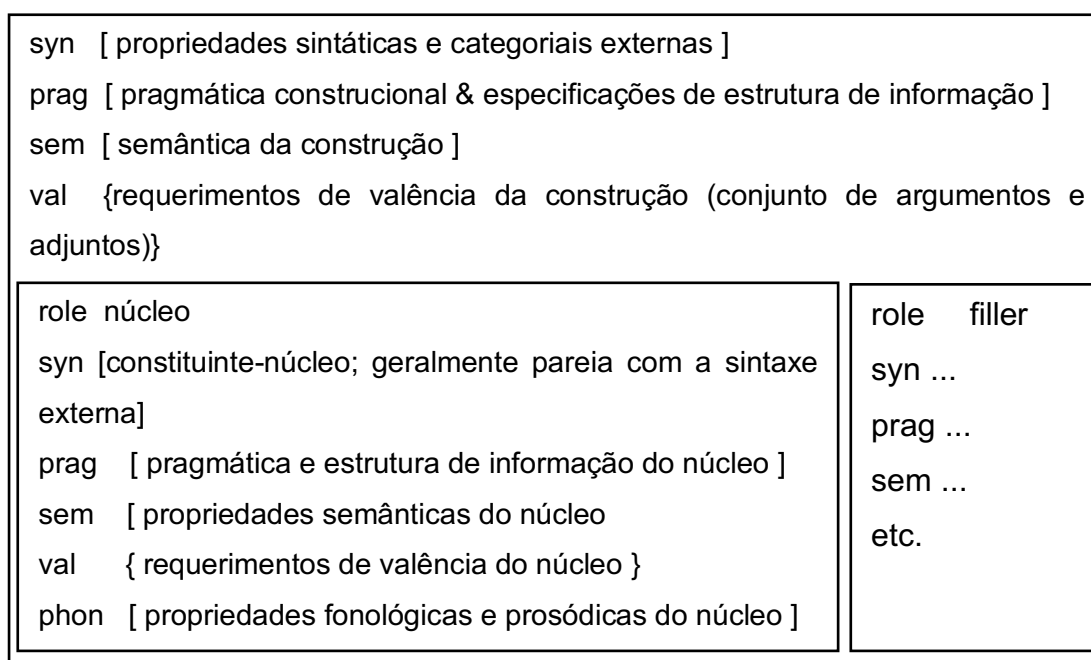 syn [ propriedades sintáticas e categoriais externas ]
prag [ pragmática construcional & especificações de estrutura de informação ]
sem [ semântica da construção ]
val {requerimentos de valência da construção (conjunto de argumentos e
adjuntos)}
role núcleo
syn [constituinte-núcleo; geralmente pareia com a sintaxe
externa]
prag [ pragmática e estrutura de informação do núcleo ]
sem [ propriedades semânticas do núcleo
val { requerimentos de valência do núcleo }
phon [ propriedades fonológicas e prosódicas do núcleo ]
role filler
syn ...
prag ...
sem ...
etc.